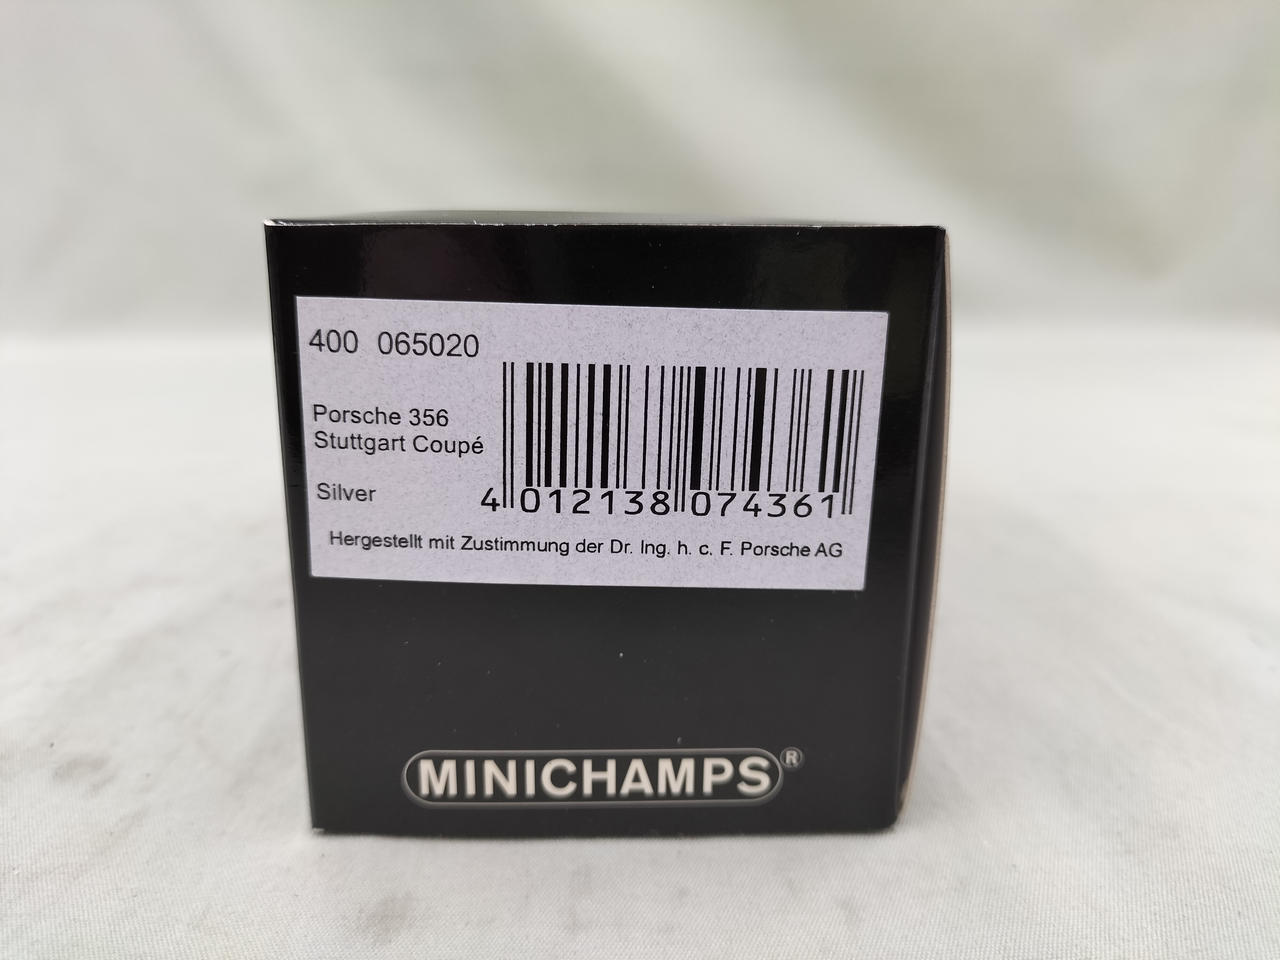 400 065020
Porsche 356
Stuttgart Coupé
Silver
4 012138 074361
Hergestellt mit Zustimmung der Dr. Ing. h. c. F. Porsche AG
MINICHAMPS®